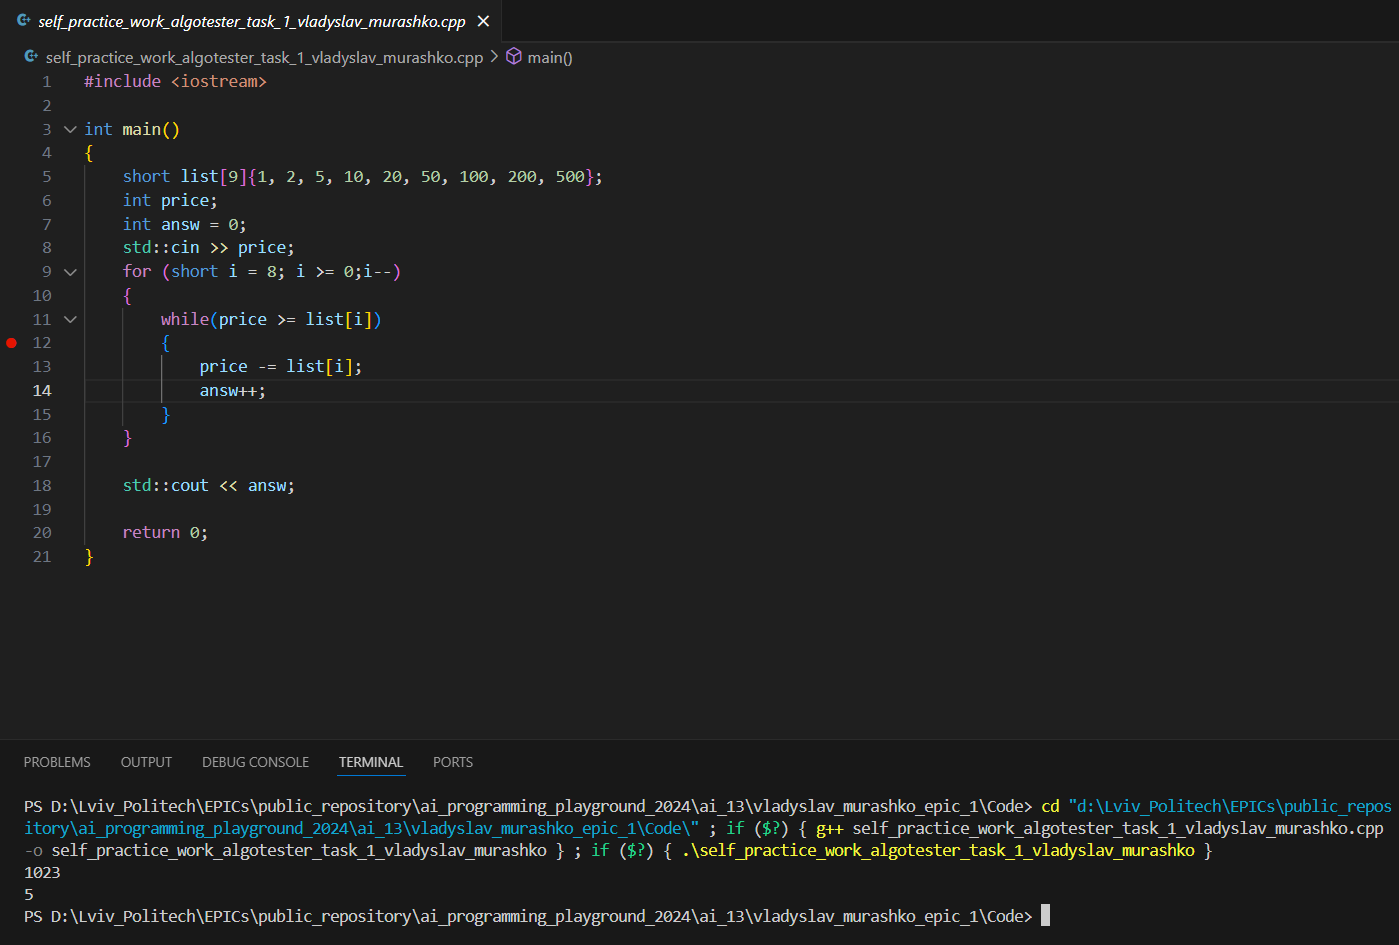 self_practice_work_algotester_task_1_vladyslav_murashko.cpp
self_practice_work_algotester_task_1_vladyslav_murashko.cpp > main()
1 #include <iostream>
2
3 int main()
4 {
5     short list[9]{1, 2, 5, 10, 20, 50, 100, 200, 500};
6     int price;
7     int answ = 0;
8     std::cin >> price;
9     for (short i = 8; i >= 0;i--)
10     {
11         while(price >= list[i])
12         {
13             price -= list[i];
14             answ++;
15         }
16     }
17
18     std::cout << answ;
19
20     return 0;
21 }
PROBLEMS OUTPUT DEBUG CONSOLE TERMINAL PORTS
PS D:\Lviv_Politech\EPICs\public_repository\ai_programming_playground_2024\ai_13\vladyslav_murashko_epic_1\Code> cd "d:\Lviv_Politech\EPICs\public_repos
itory\ai_programming_playground_2024\ai_13\vladyslav_murashko_epic_1\Code\" ; if ($?) { g++ self_practice_work_algotester_task_1_vladyslav_murashko.cpp
-o self_practice_work_algotester_task_1_vladyslav_murashko } ; if ($?) { .\self_practice_work_algotester_task_1_vladyslav_murashko }
1023
5
PS D:\Lviv_Politech\EPICs\public_repository\ai_programming_playground_2024\ai_13\vladyslav_murashko_epic_1\Code>